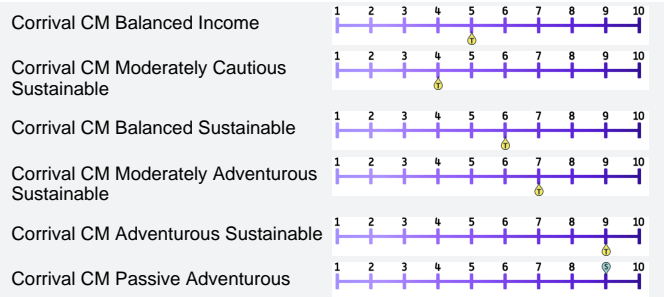 Corrival CM Balanced Income
1 2 3 4 5 6 7 8 9 10
T
Corrival CM Moderately Cautious
Sustainable
1 2 3 4 5 6 7 8 9 10
T
Corrival CM Balanced Sustainable
1 2 3 4 5 6 7 8 9 10
T
Corrival CM Moderately Adventurous
Sustainable
1 2 3 4 5 6 7 8 9 10
T
Corrival CM Adventurous Sustainable
1 2 3 4 5 6 7 8 9 10
T
Corrival CM Passive Adventurous
1 2 3 4 5 6 7 8 9 10
S